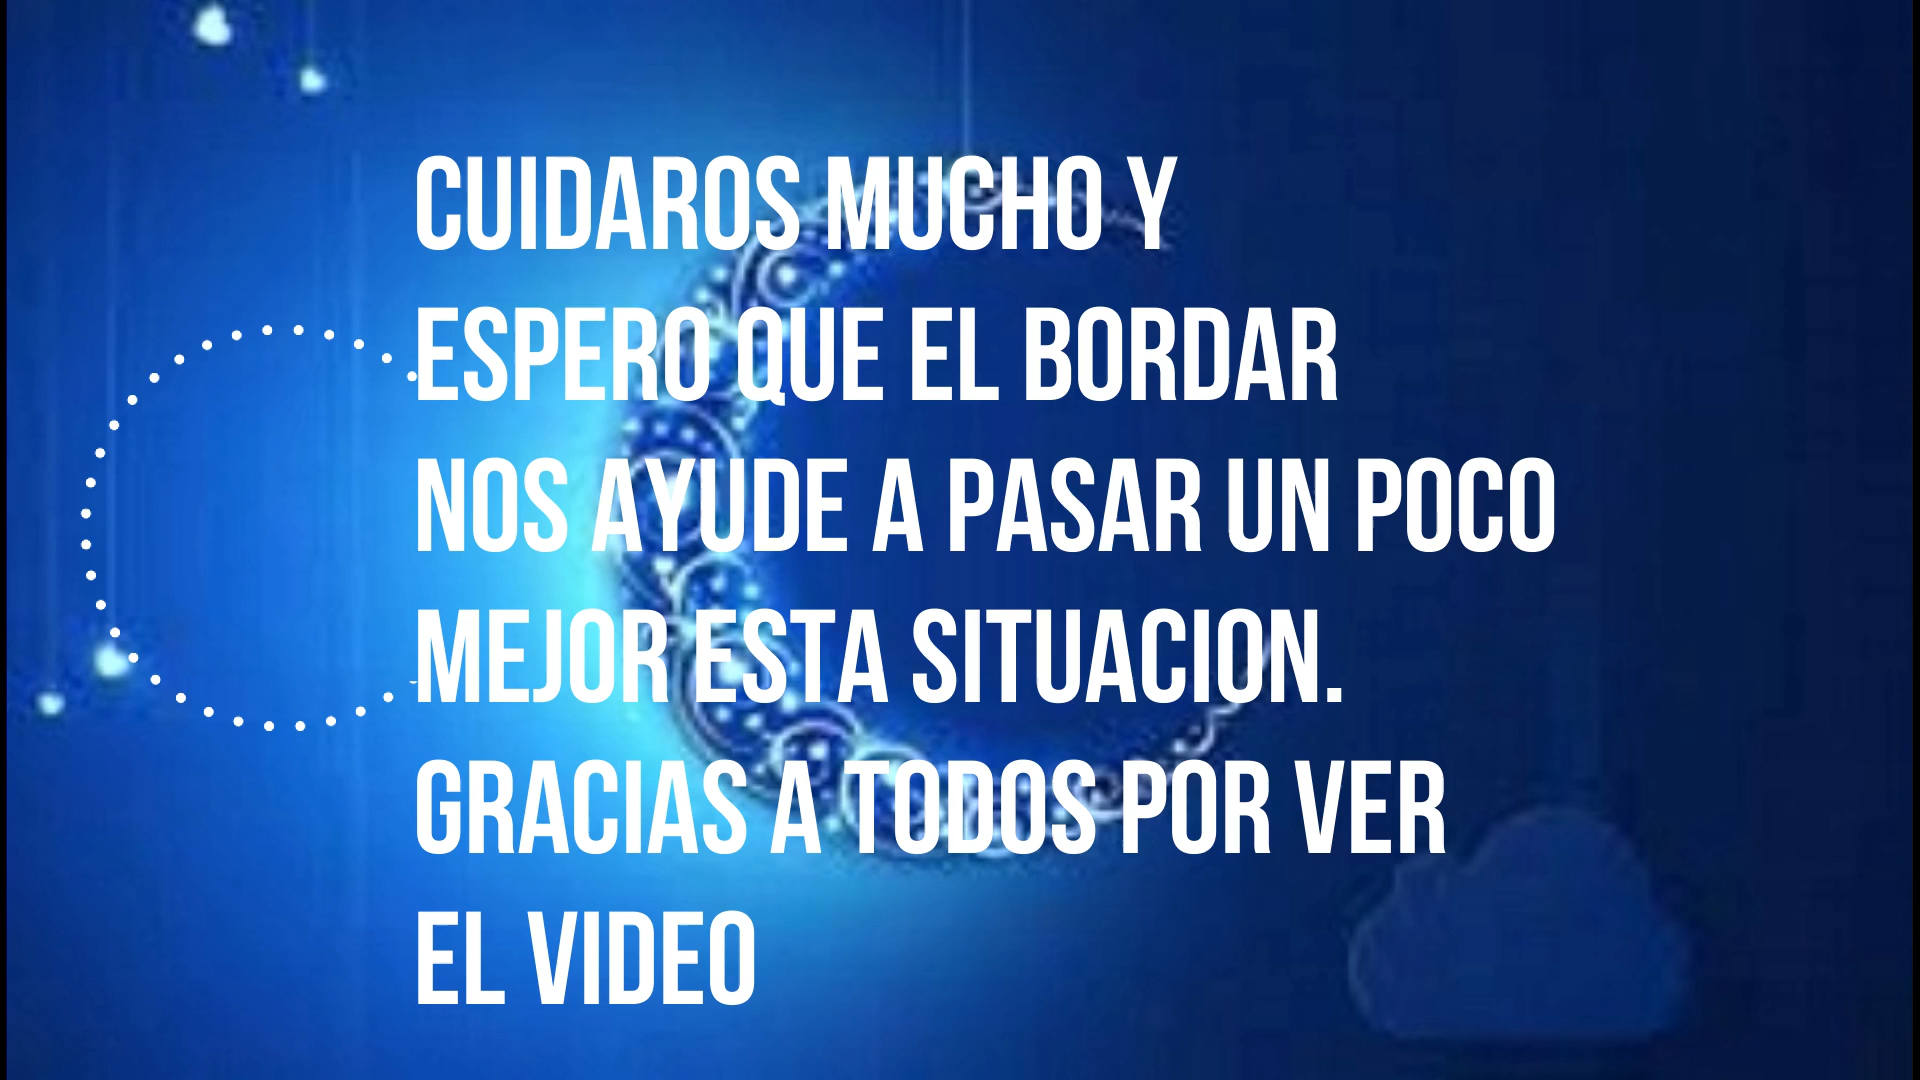 CUIDAROS MUCHO Y
ESPERO QUE EL BORDAR
NOS AYUDE A PASAR UN POCO
MEJOR ESTA SITUACION.
GRACIAS A TODOS POR VER
EL VIDEO